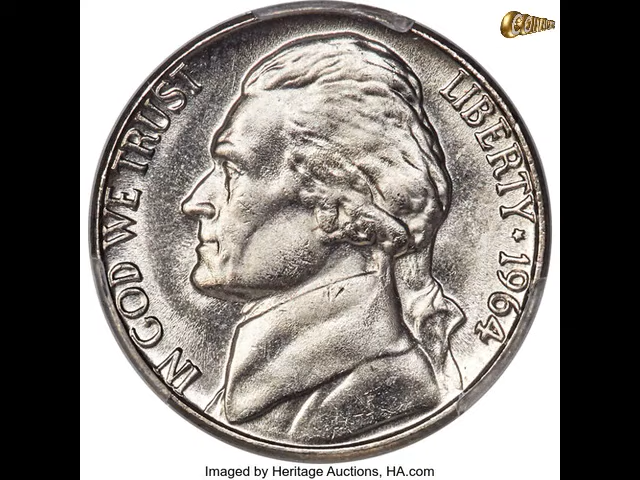 IN GOD WE TRUST
LIBERTY ★ 1964
Imaged by Heritage Auctions, HA.com